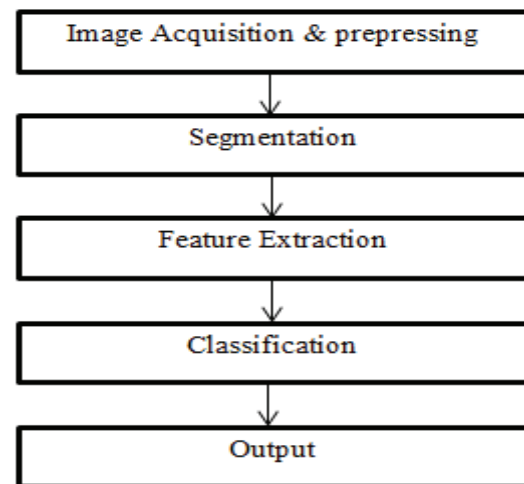 Image Acquisition & prepressing
Segmentation
Feature Extraction
Classification
Output